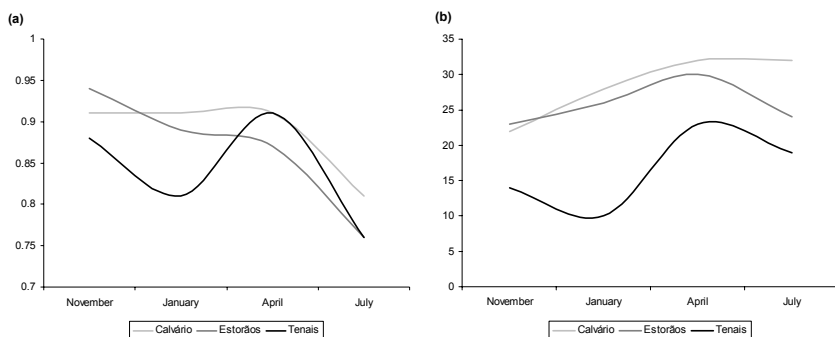 (a)
1
0.95
0.9
0.85
0.8
0.75
0.7
November January April July
Calvário Estorãos Tenais
(b)
35
30
25
20
15
10
5
0
November January April July
Calvário Estorãos Tenais